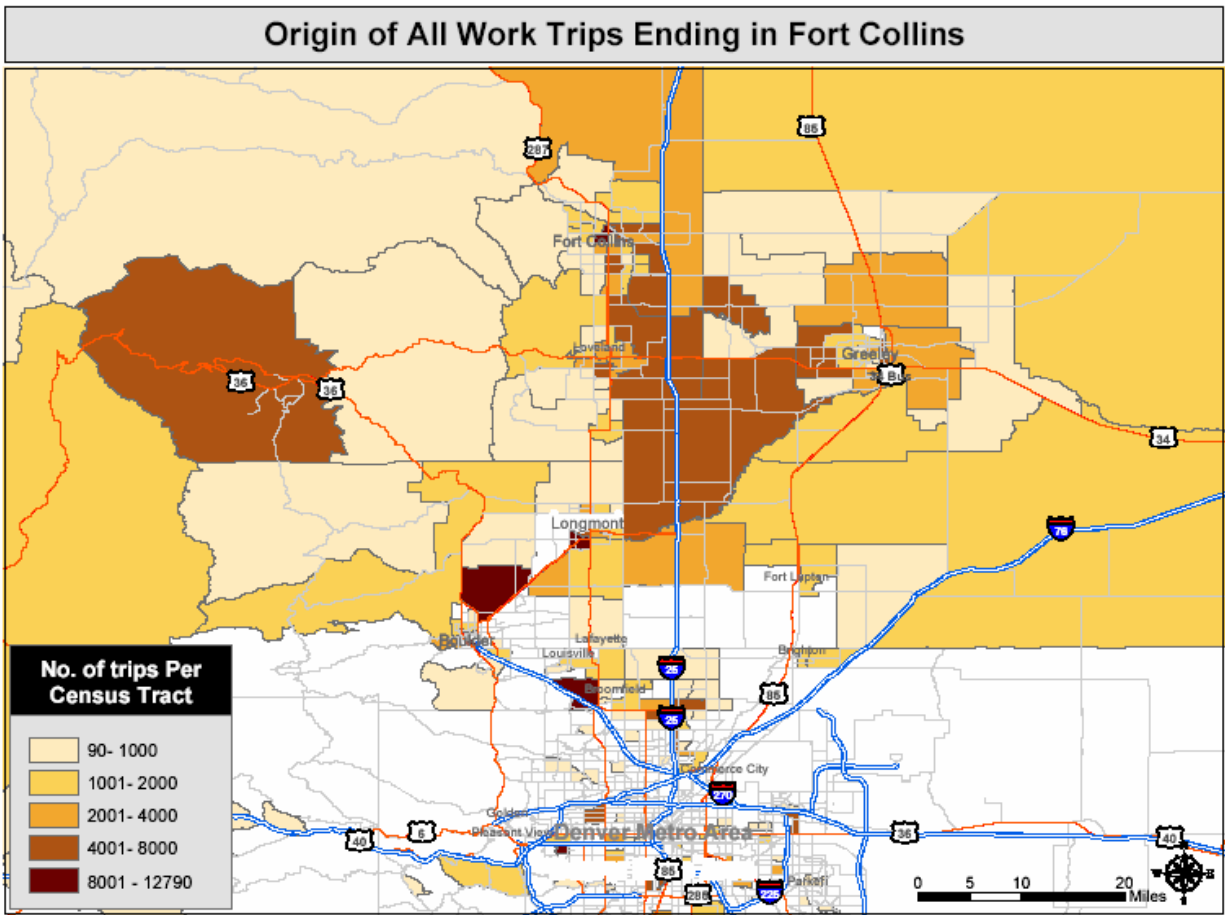 Origin of All Work Trips Ending in Fort Collins
85
287
Fort Collins
Loveland
Greeley
36
36
34 Bus
34
Longmont
76
Fort Lupton
Boulder
Lafayette
Louisville
Brighton
25
Broomfield
85
25
Commerce City
270
Golden
Pleasant View
Denver Metro Area
40
6
36
40
85
285
225
Parker
No. of trips Per
Census Tract
90- 1000
1001- 2000
2001- 4000
4001- 8000
8001 - 12790
0 5 10 20
Miles
W E